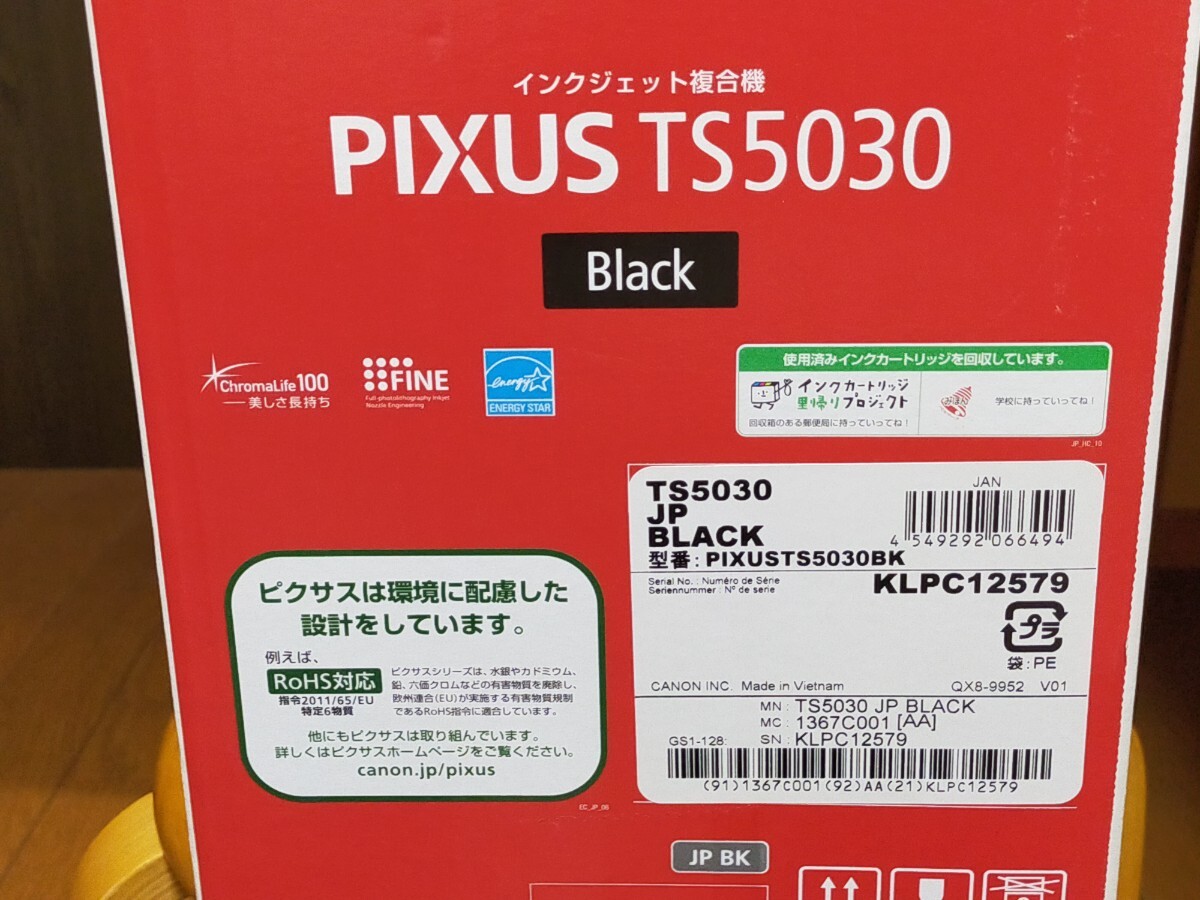 インクジェット複合機
PIXUS TS5030
Black
ChromaLife100
美しさ長持ち
FINE
Full-photolithography Inkjet
Nozzle Engineering
energy
ENERGY STAR
使用済みインクカートリッジを回収しています。
インクカートリッジ
里帰りプロジェクト
回収箱のある郵便局に持っていってね!
みほん
学校に持っていってね!
JP_HC_10
TS5030
JP
BLACK
型番:PIXUSTS5030BK
JAN
4 549292 066494
Serial No. : Numéro de Série
Seriennummer : N° de serie
KLPC12579
プラ
袋:PE
CANON INC. Made in Vietnam
QX8-9952 V01
MN : TS5030 JP BLACK
MC : 1367C001 [AA]
GS1-128: SN : KLPC12579
(91)1367C001(92)AA(21)KLPC12579
ピクサスは環境に配慮した
設計をしています。
例えば、
RoHS対応
指令2011/65/EU
特定6物質
ピクサスシリーズは、水銀やカドミウム、
鉛、六価クロムなどの有害物質を廃除し、
欧州連合(EU)が実施する有害物質規制
であるRoHS指令に適合しています。
他にもピクサスは取り組んでいます。
詳しくはピクサスホームページをご覧ください。
canon.jp/pixus
EC_JP_06
JP BK